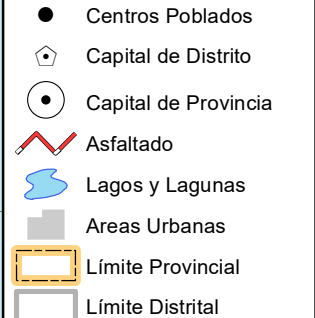 Centros Poblados
Capital de Distrito
Capital de Provincia
Asfaltado
Lagos y Lagunas
Areas Urbanas
Límite Provincial
Límite Distrital